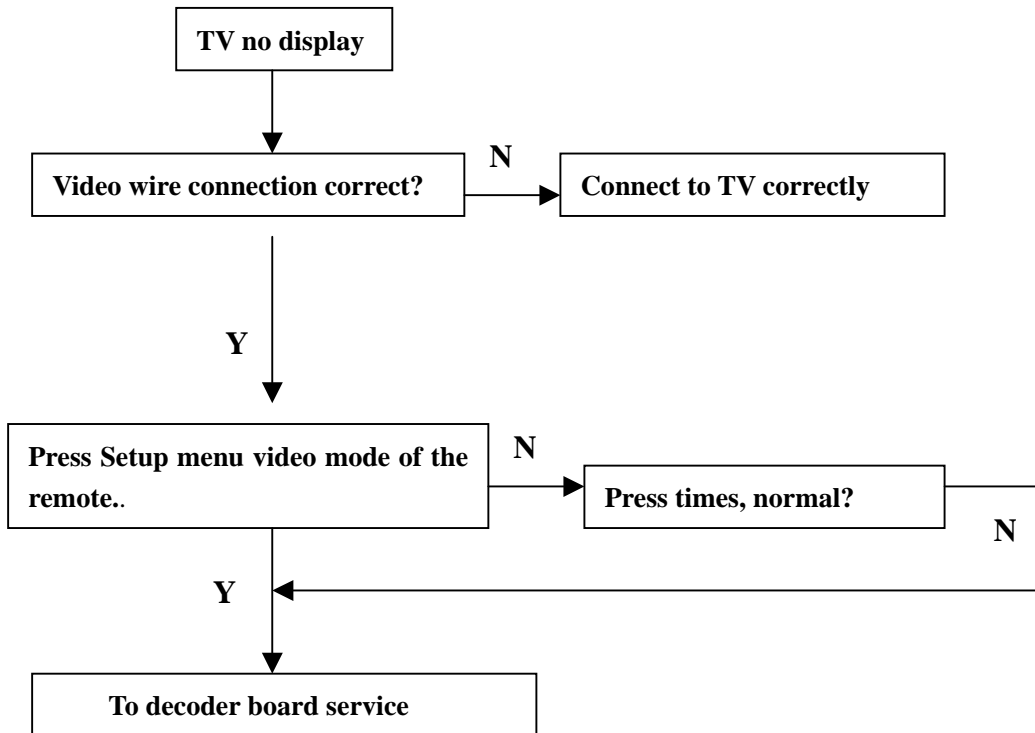 TV no display
Video wire connection correct?
N
Connect to TV correctly
Y
Press Setup menu video mode of the
remote..
N
Press times, normal?
N
Y
To decoder board service